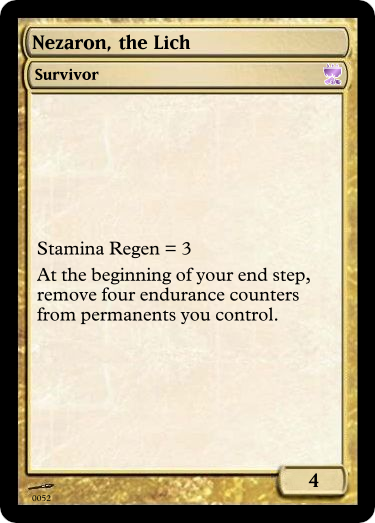 Nezaron, the Lich
Survivor
Stamina Regen = 3
At the beginning of your end step,
remove four endurance counters
from permanents you control.
4
0052